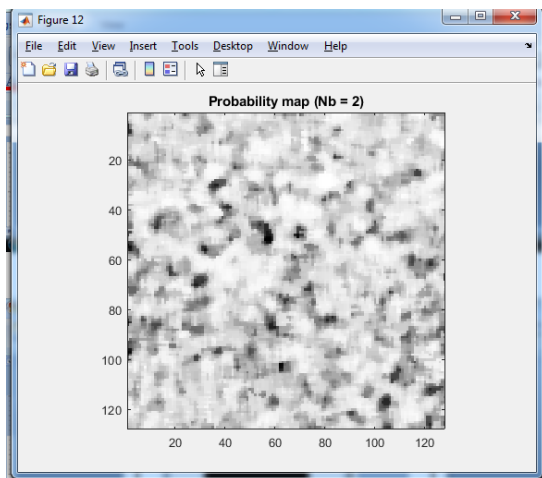 Figure 12
File Edit View Insert Tools Desktop Window Help
Probability map (Nb = 2)
20
40
60
80
100
120
20 40 60 80 100 120